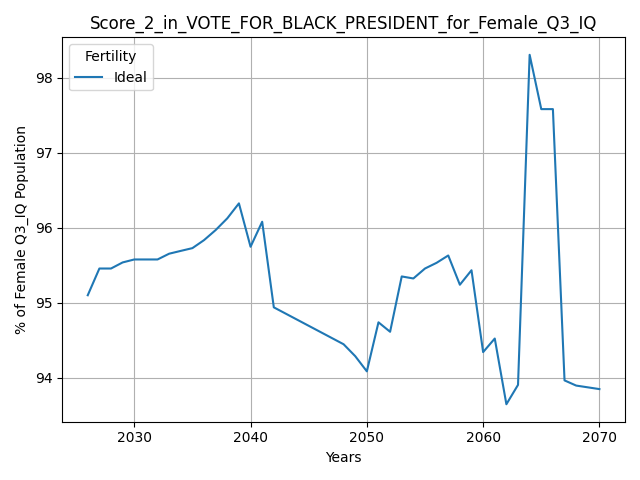 Score_2_in_VOTE_FOR_BLACK_PRESIDENT_for_Female_Q3_IQ
Fertility
Ideal
98
97
96
95
94
% of Female Q3_IQ Population
2030 2040 2050 2060 2070
Years